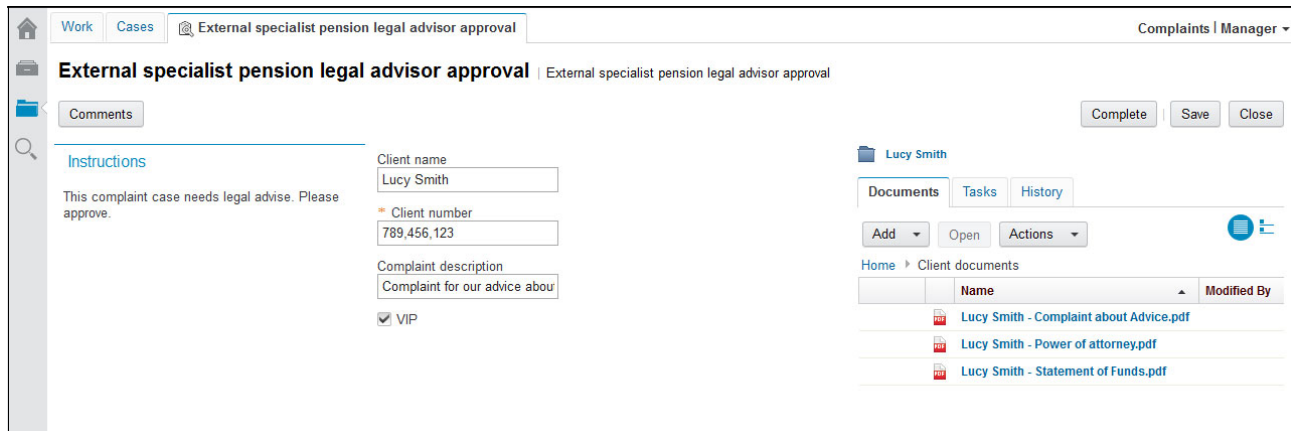 Work Cases External specialist pension legal advisor approval Complaints | Manager
External specialist pension legal advisor approval | External specialist pension legal advisor approval
Comments Complete | Save Close
Instructions
This complaint case needs legal advise. Please
approve.
Client name
Lucy Smith
* Client number
789,456,123
Complaint description
Complaint for our advice about
VIP
Lucy Smith
Documents Tasks History
Add Open Actions
Home Client documents
Name Modified By
PDF Lucy Smith - Complaint about Advice.pdf
PDF Lucy Smith - Power of attorney.pdf
PDF Lucy Smith - Statement of Funds.pdf